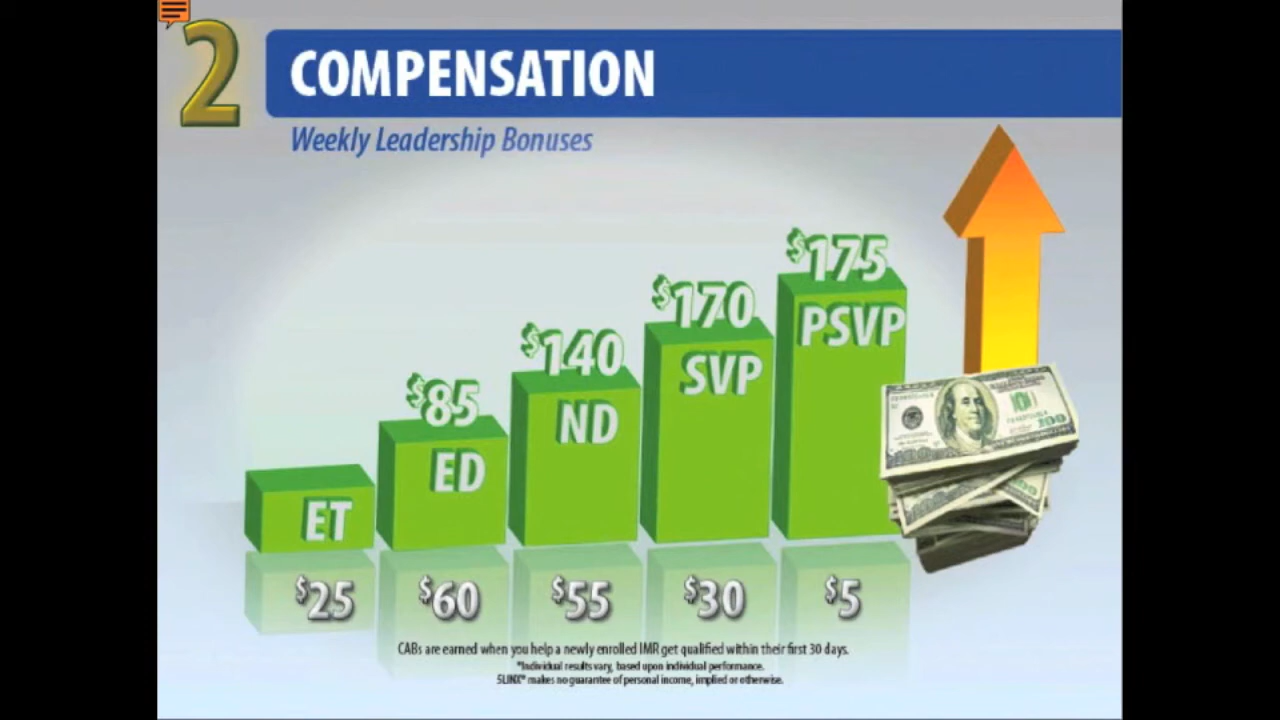 2
COMPENSATION
Weekly Leadership Bonuses
$175
PSVP
$170
SVP
$140
ND
$85
ED
ET
$25
$60
$55
$30
$5
CABs are earned when you help a newly enrolled IMR get qualified within their first 30 days.
*Individual results vary, based upon individual performance.
5LINX® makes no guarantee of personal income, implied or otherwise.
100